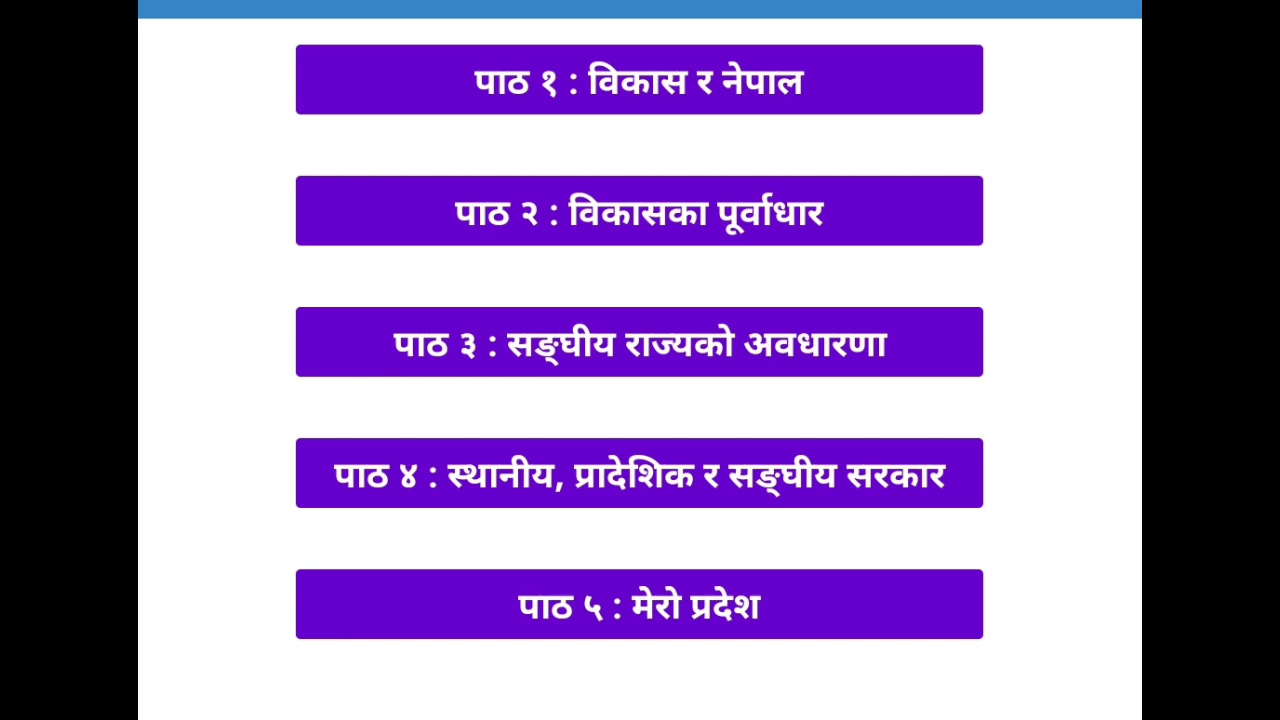 पाठ १ : विकास र नेपाल
पाठ २ : विकासका पूर्वाधार
पाठ ३ : सङ्घीय राज्यको अवधारणा
पाठ ४ : स्थानीय, प्रादेशिक र सङ्घीय सरकार
पाठ ५ : मेरो प्रदेश